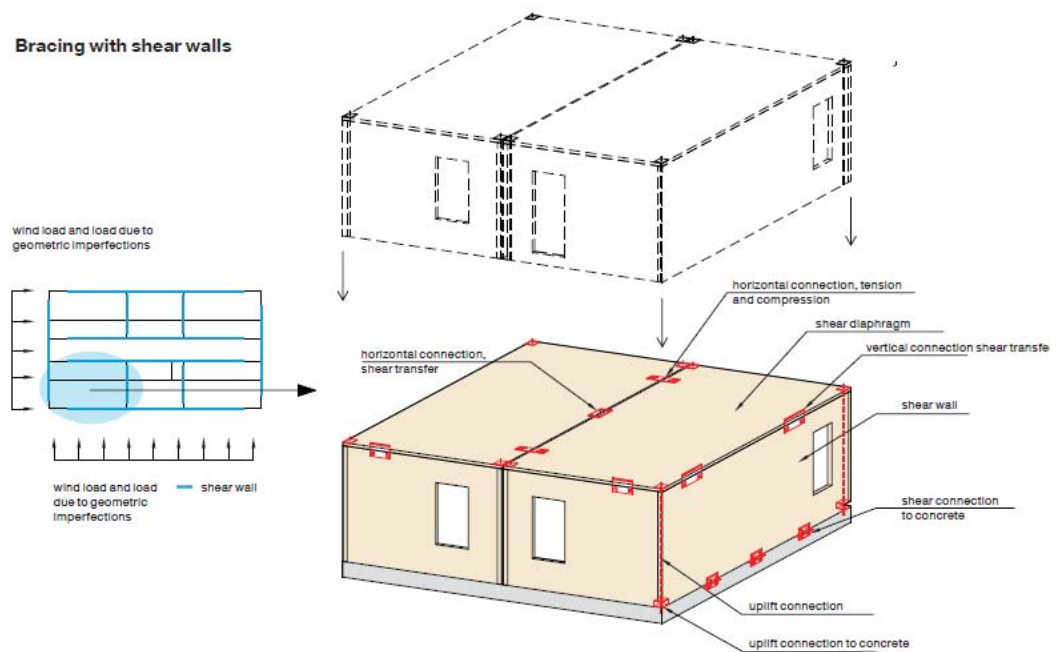 Bracing with shear walls
wind load and load due to
geometric imperfections
wind load and load
due to geometric
imperfections
shear wall
horizontal connection, tension
and compression
shear diaphragm
vertical connection shear transfer
horizontal connection,
shear transfer
shear wall
shear connection
to concrete
uplift connection
uplift connection to concrete